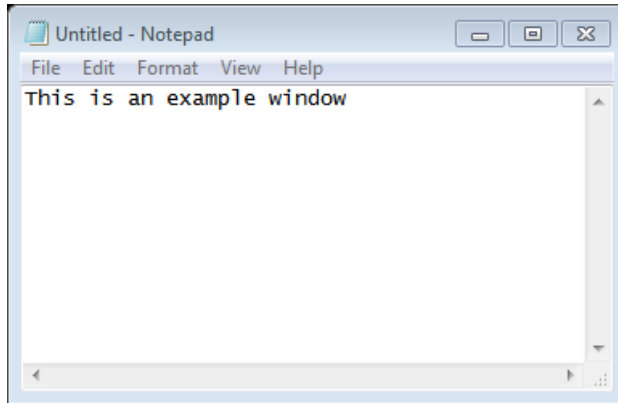 Untitled - Notepad
File Edit Format View Help
This is an example window